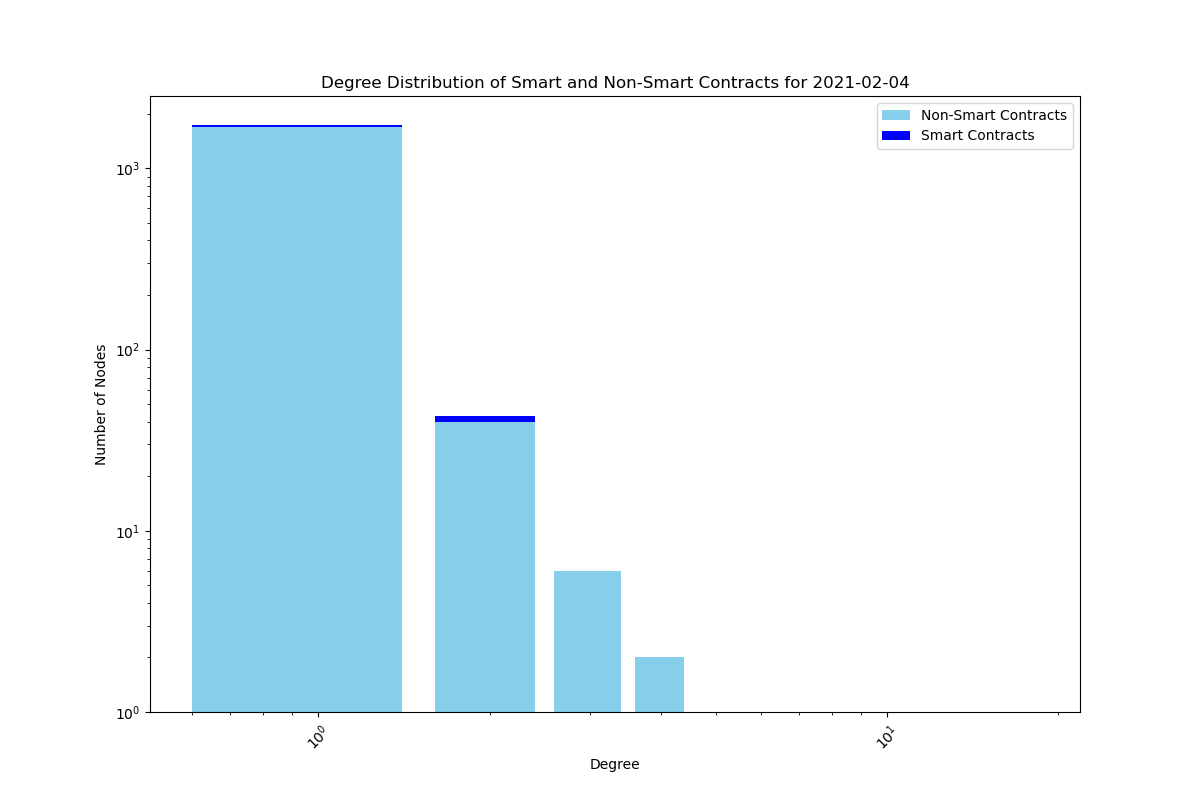 Degree Distribution of Smart and Non-Smart Contracts for 2021-02-04
Non-Smart Contracts
Smart Contracts
10³
10²
10¹
10⁰
Number of Nodes
10⁰
10¹
Degree